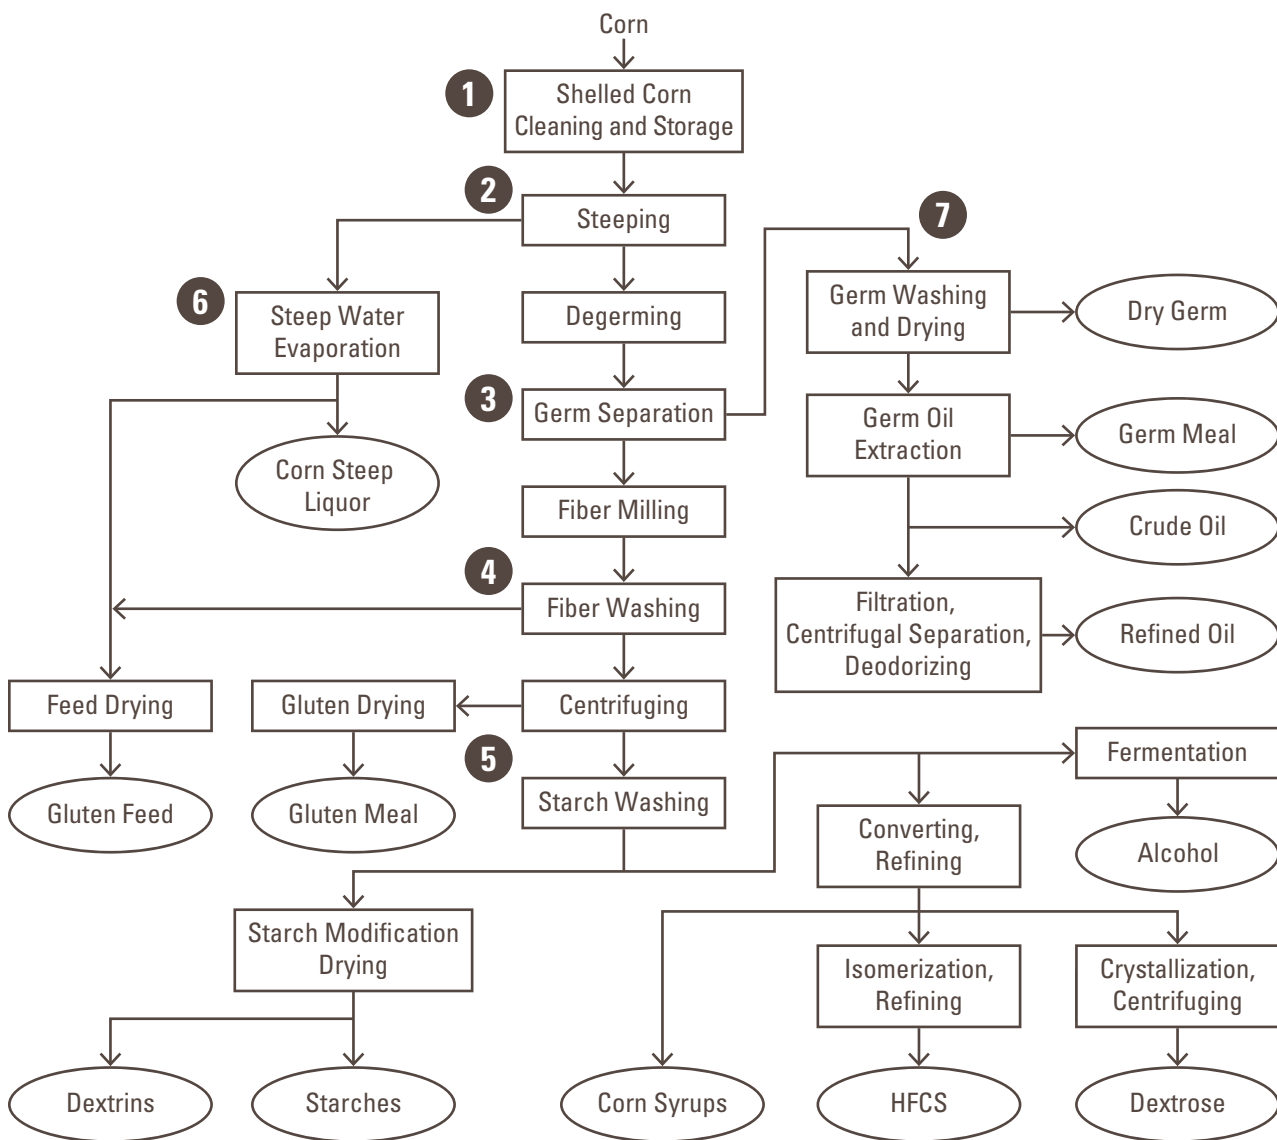 Corn
1
Shelled Corn
Cleaning and Storage
2
Steeping
7
6
Steep Water
Evaporation
Degerming
Germ Washing
and Drying
Dry Germ
3
Germ Separation
Germ Oil
Extraction
Germ Meal
Corn Steep
Liquor
Fiber Milling
Crude Oil
4
Fiber Washing
Filtration,
Centrifugal Separation,
Deodorizing
Refined Oil
Feed Drying
Gluten Drying
Centrifuging
5
Fermentation
Gluten Feed
Gluten Meal
Starch Washing
Converting,
Refining
Alcohol
Starch Modification
Drying
Isomerization,
Refining
Crystallization,
Centrifuging
Dextrins
Starches
Corn Syrups
HFCS
Dextrose